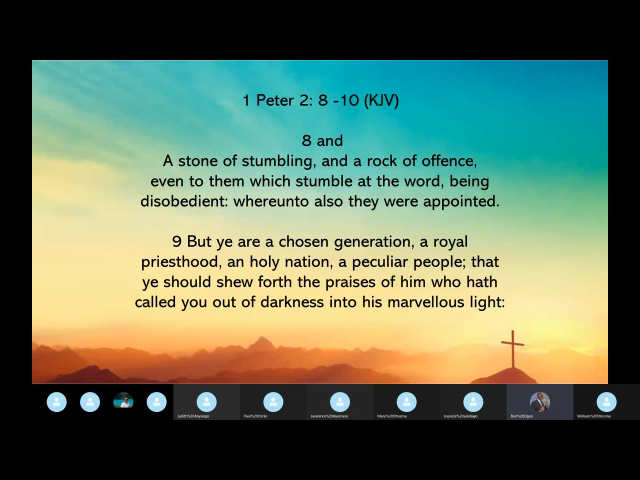 1 Peter 2: 8 -10 (KJV)
8 and
A stone of stumbling, and a rock of offence,
even to them which stumble at the word, being
disobedient: whereunto also they were appointed.
9 But ye are a chosen generation, a royal
priesthood, an holy nation, a peculiar people; that
ye should shew forth the praises of him who hath
called you out of darkness into his marvellous light: